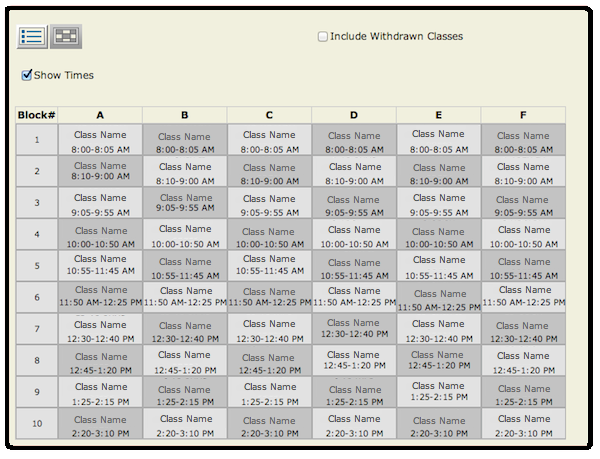 Include Withdrawn Classes
Show Times
Block# A B C D E F
1 Class Name Class Name Class Name Class Name Class Name Class Name
8:00-8:05 AM 8:00-8:05 AM 8:00-8:05 AM 8:00-8:05 AM 8:00-8:05 AM 8:00-8:05 AM
2 Class Name Class Name Class Name Class Name Class Name Class Name
8:10-9:00 AM 8:10-9:00 AM 8:10-9:00 AM 8:10-9:00 AM 8:10-9:00 AM 8:10-9:00 AM
3 Class Name Class Name Class Name Class Name Class Name Class Name
9:05-9:55 AM 9:05-9:55 AM 9:05-9:55 AM 9:05-9:55 AM 9:05-9:55 AM 9:05-9:55 AM
4 Class Name Class Name Class Name Class Name Class Name Class Name
10:00-10:50 AM 10:00-10:50 AM 10:00-10:50 AM 10:00-10:50 AM 10:00-10:50 AM 10:00-10:50 AM
5 Class Name Class Name Class Name Class Name Class Name Class Name
10:55-11:45 AM 10:55-11:45 AM 10:55-11:45 AM 10:55-11:45 AM 10:55-11:45 AM 10:55-11:45 AM
6 Class Name Class Name Class Name Class Name Class Name Class Name
11:50 AM-12:25 PM 11:50 AM-12:25 PM 11:50 AM-12:25 PM 11:50 AM-12:25 PM 11:50 AM-12:25 PM 11:50 AM-12:25 PM
7 Class Name Class Name Class Name Class Name Class Name Class Name
12:30-12:40 PM 12:30-12:40 PM 12:30-12:40 PM 12:30-12:40 PM 12:30-12:40 PM 12:30-12:40 PM
8 Class Name Class Name Class Name Class Name Class Name Class Name
12:45-1:20 PM 12:45-1:20 PM 12:45-1:20 PM 12:45-1:20 PM 12:45-1:20 PM 12:45-1:20 PM
9 Class Name Class Name Class Name Class Name Class Name Class Name
1:25-2:15 PM 1:25-2:15 PM 1:25-2:15 PM 1:25-2:15 PM 1:25-2:15 PM 1:25-2:15 PM
10 Class Name Class Name Class Name Class Name Class Name Class Name
2:20-3:10 PM 2:20-3:10 PM 2:20-3:10 PM 2:20-3:10 PM 2:20-3:10 PM 2:20-3:10 PM